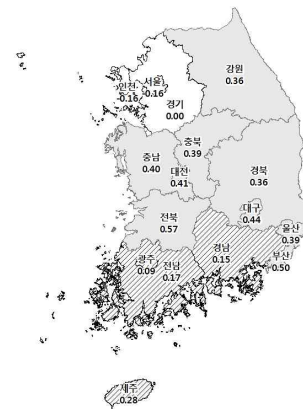 강원
0.36
서울
-0.16
인천
-0.16
경기
0.00
충북
0.39
충남
0.40
대전
0.41
경북
0.36
대구
0.44
전북
0.57
울산
0.39
경남
0.15
부산
0.50
광주
0.09
전남
0.17
제주
0.28